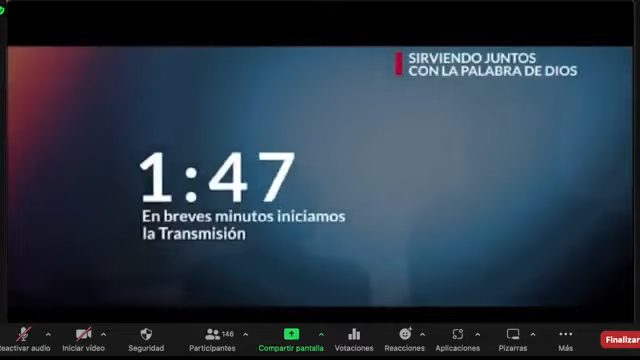 SIRVIENDO JUNTOS
CON LA PALABRA DE DIOS
1:47
En breves minutos iniciamos
la Transmisión
Reactivar audio
Iniciar vídeo
Seguridad
Participantes
146
Compartir pantalla
Votaciones
Reacciones
Aplicaciones
Pizarras
Más
Finalizar